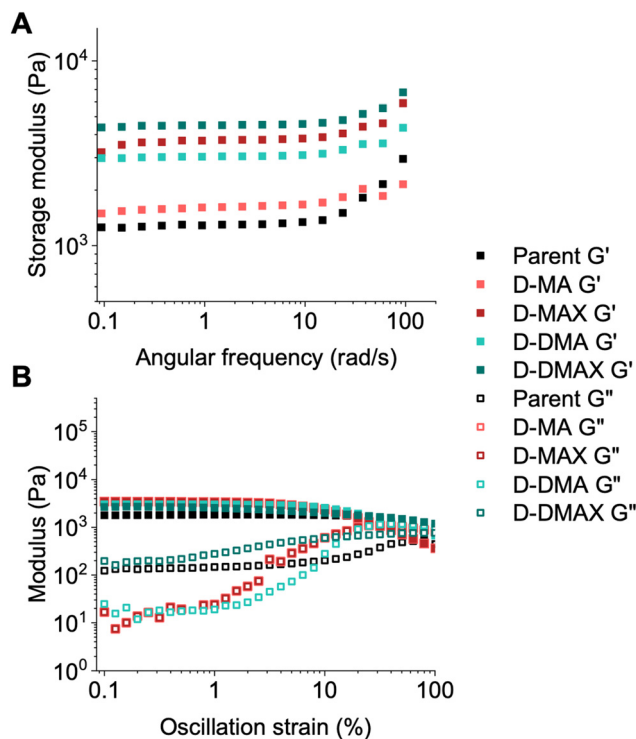 A
10⁴
10³
Storage modulus (Pa)
0.1 1 10 100
Angular frequency (rad/s)
B
10⁵
10⁴
10³
10²
10¹
10⁰
Modulus (Pa)
0.1 1 10 100
Oscillation strain (%)
Parent G'
D-MA G'
D-MAX G'
D-DMA G'
D-DMAX G'
Parent G"
D-MA G"
D-MAX G"
D-DMA G"
D-DMAX G"